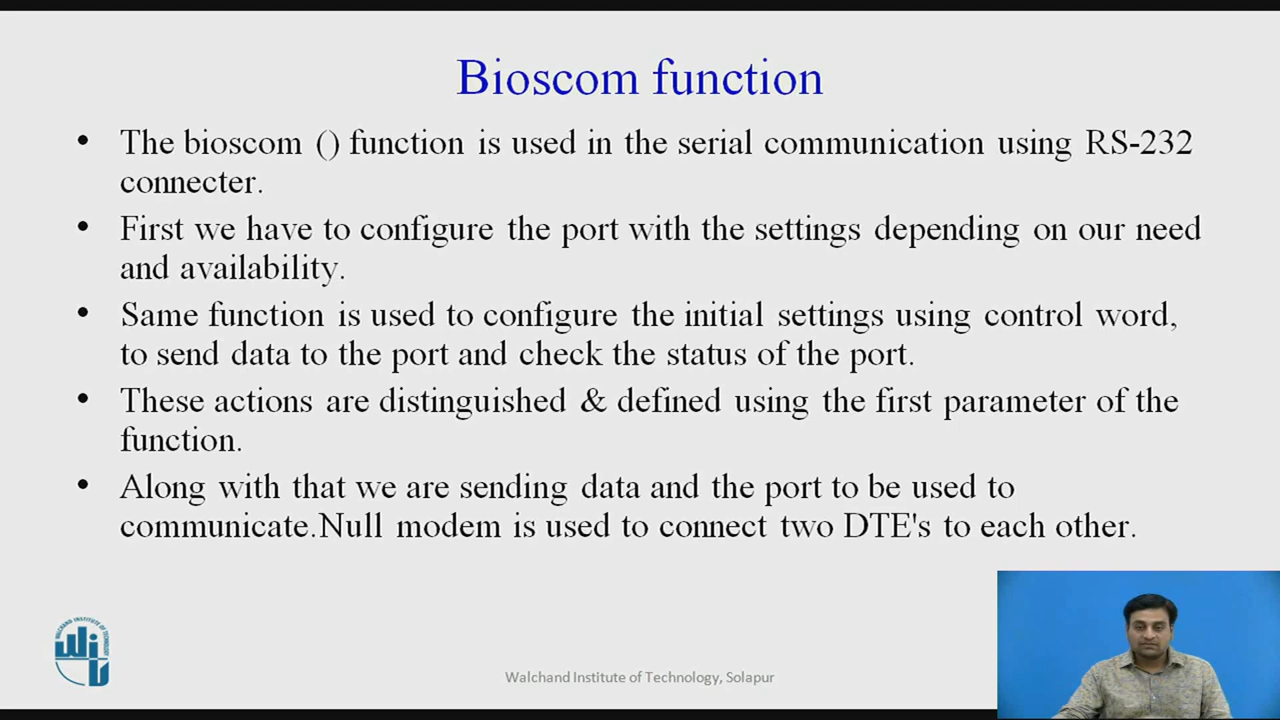 Bioscom function
• The bioscom () function is used in the serial communication using RS-232
connecter.
• First we have to configure the port with the settings depending on our need
and availability.
• Same function is used to configure the initial settings using control word,
to send data to the port and check the status of the port.
• These actions are distinguished & defined using the first parameter of the
function.
• Along with that we are sending data and the port to be used to
communicate.Null modem is used to connect two DTE's to each other.
WALCHAND INSTITUTE OF TECHNOLOGY
WIT
Walchand Institute of Technology, Solapur